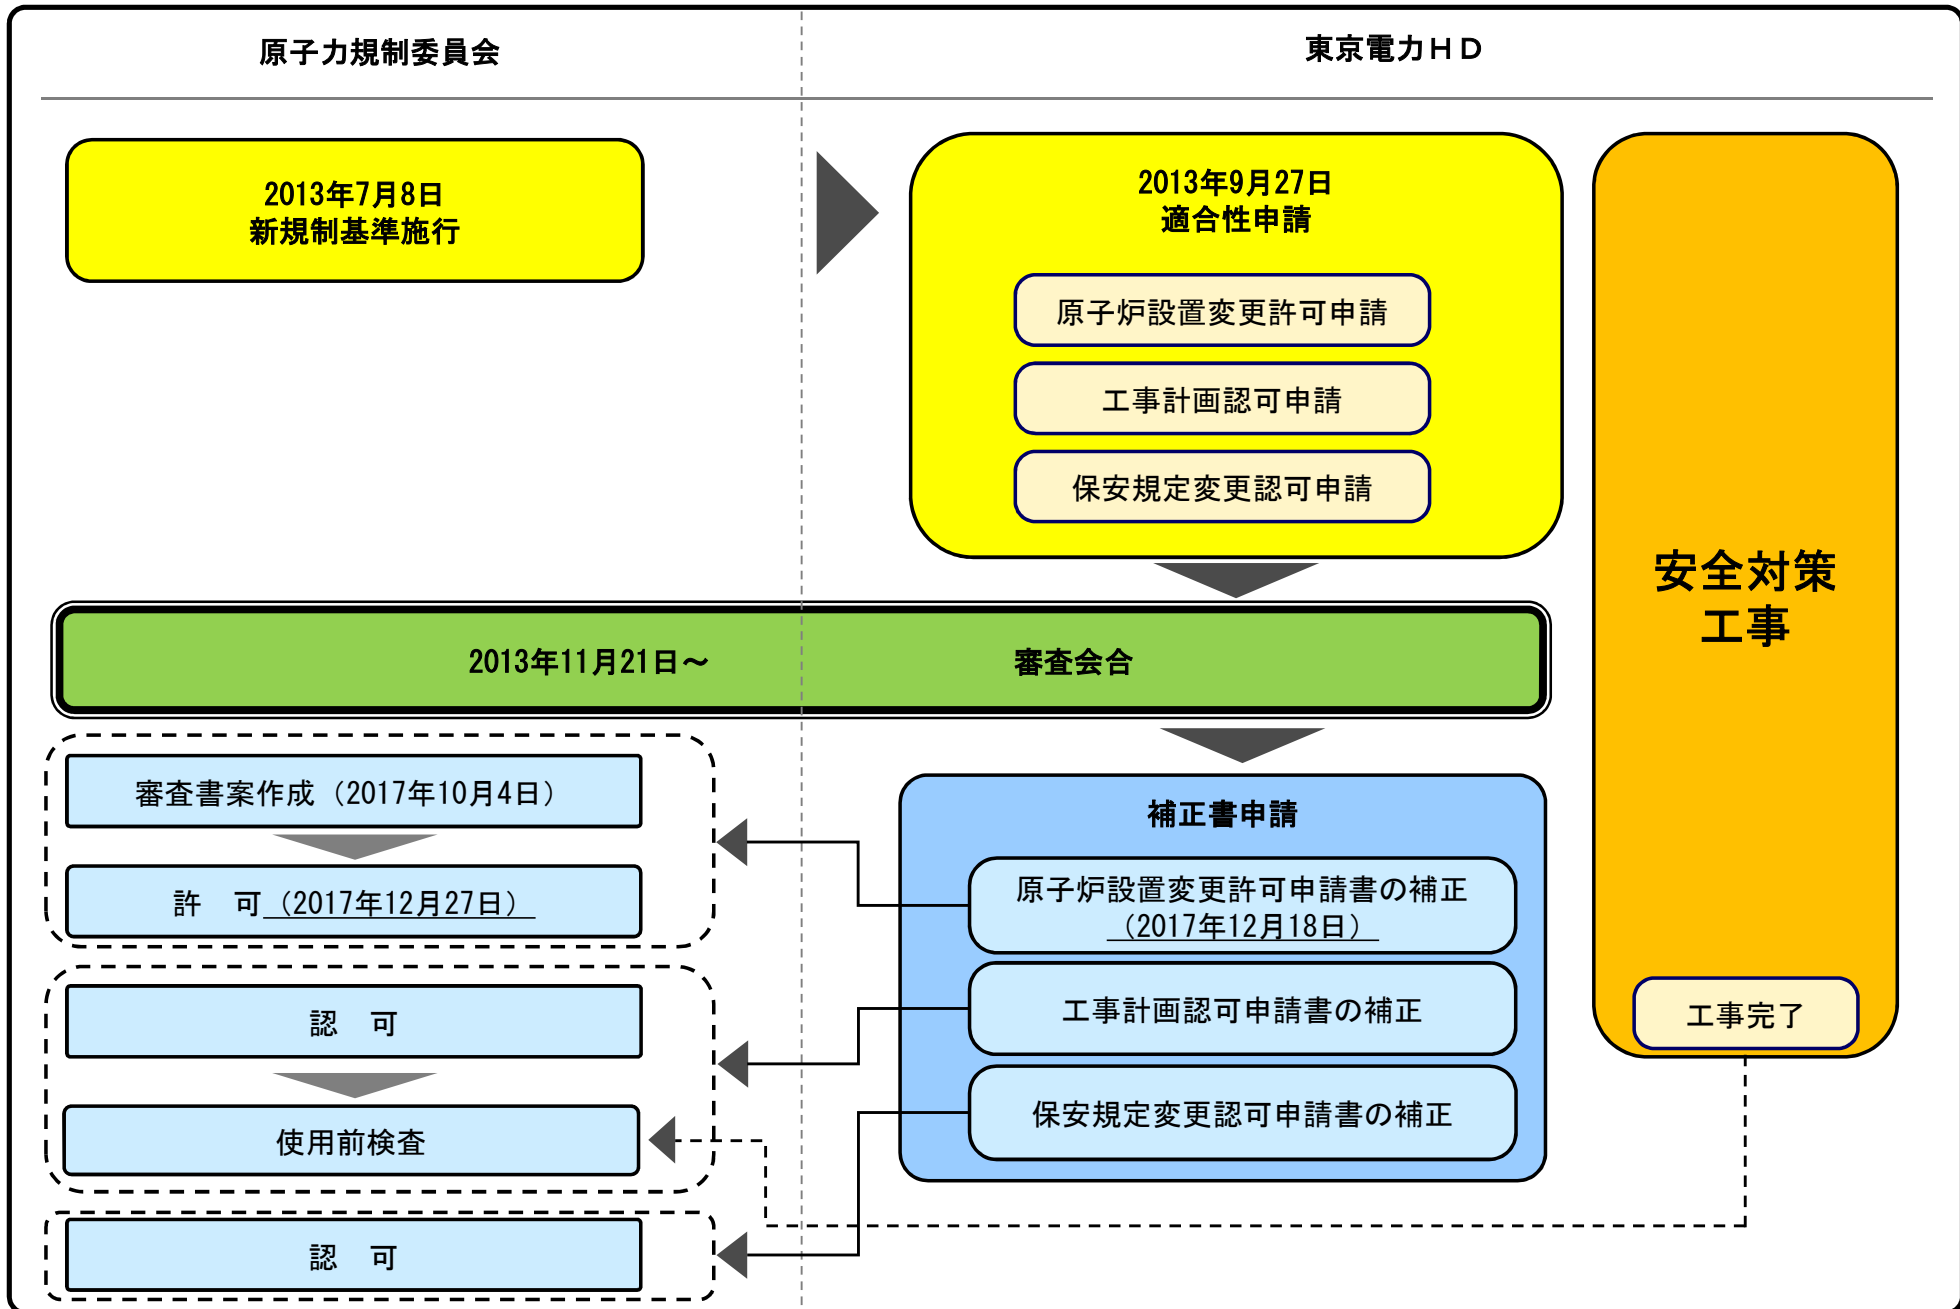 原子力規制委員会
東京電力ＨＤ
2013年7月8日
新規制基準施行
2013年9月27日
適合性申請
原子炉設置変更許可申請
工事計画認可申請
保安規定変更認可申請
安全対策
工事
2013年11月21日～ 審査会合
審査書案作成（2017年10月4日）
許　可（2017年12月27日）
認　可
使用前検査
認　可
補正書申請
原子炉設置変更許可申請書の補正
（2017年12月18日）
工事計画認可申請書の補正
保安規定変更認可申請書の補正
工事完了